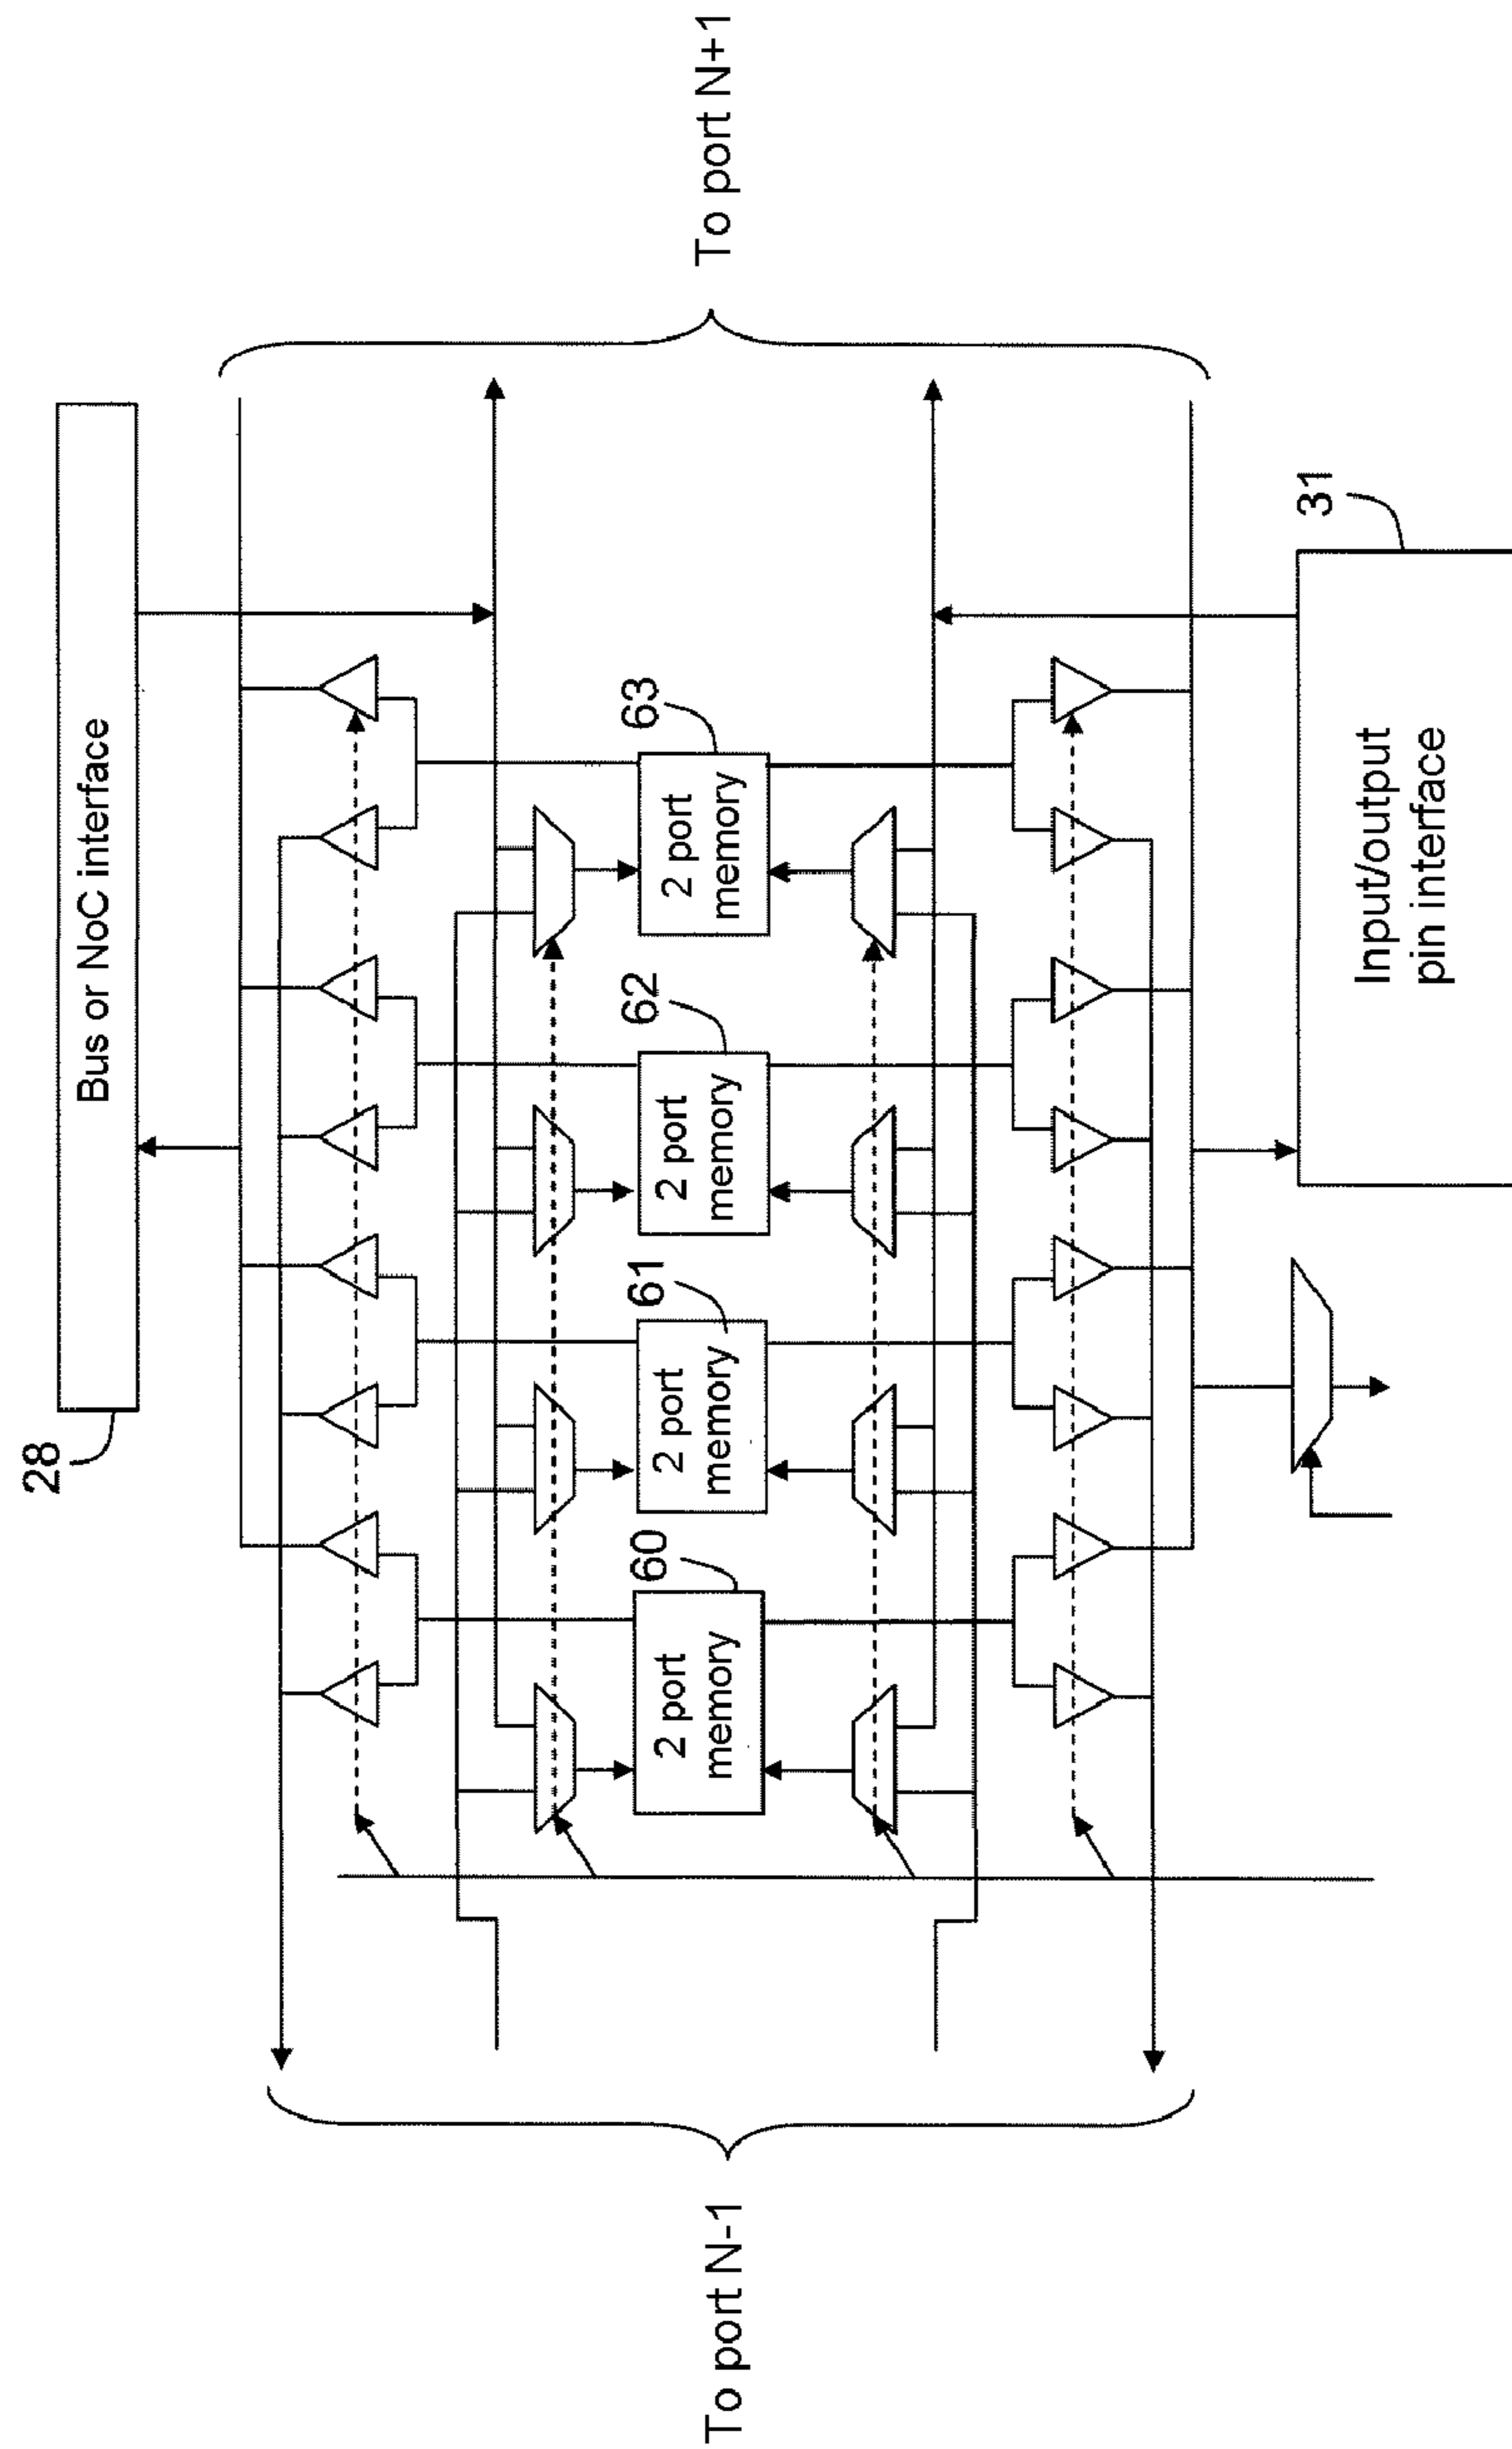 28
Bus or NoC interface
To port N-1
60
2 port
memory
61
2 port
memory
62
2 port
memory
63
2 port
memory
To port N+1
31
Input/output
pin interface